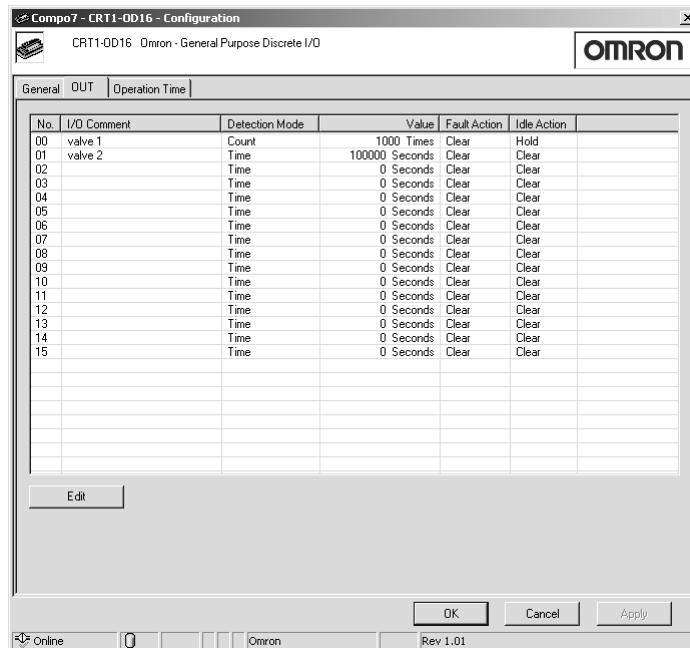 Compo7 - CRT1-OD16 - Configuration
CRT1-OD16 Omron - General Purpose Discrete I/O
OMRON
General OUT Operation Time
No. I/O Comment Detection Mode Value Fault Action Idle Action
00 valve 1 Count 1000 Times Clear Hold
01 valve 2 Time 100000 Seconds Clear Clear
02 Time 0 Seconds Clear Clear
03 Time 0 Seconds Clear Clear
04 Time 0 Seconds Clear Clear
05 Time 0 Seconds Clear Clear
06 Time 0 Seconds Clear Clear
07 Time 0 Seconds Clear Clear
08 Time 0 Seconds Clear Clear
09 Time 0 Seconds Clear Clear
10 Time 0 Seconds Clear Clear
11 Time 0 Seconds Clear Clear
12 Time 0 Seconds Clear Clear
13 Time 0 Seconds Clear Clear
14 Time 0 Seconds Clear Clear
15 Time 0 Seconds Clear Clear
Edit
OK Cancel Apply
Online Omron Rev 1.01